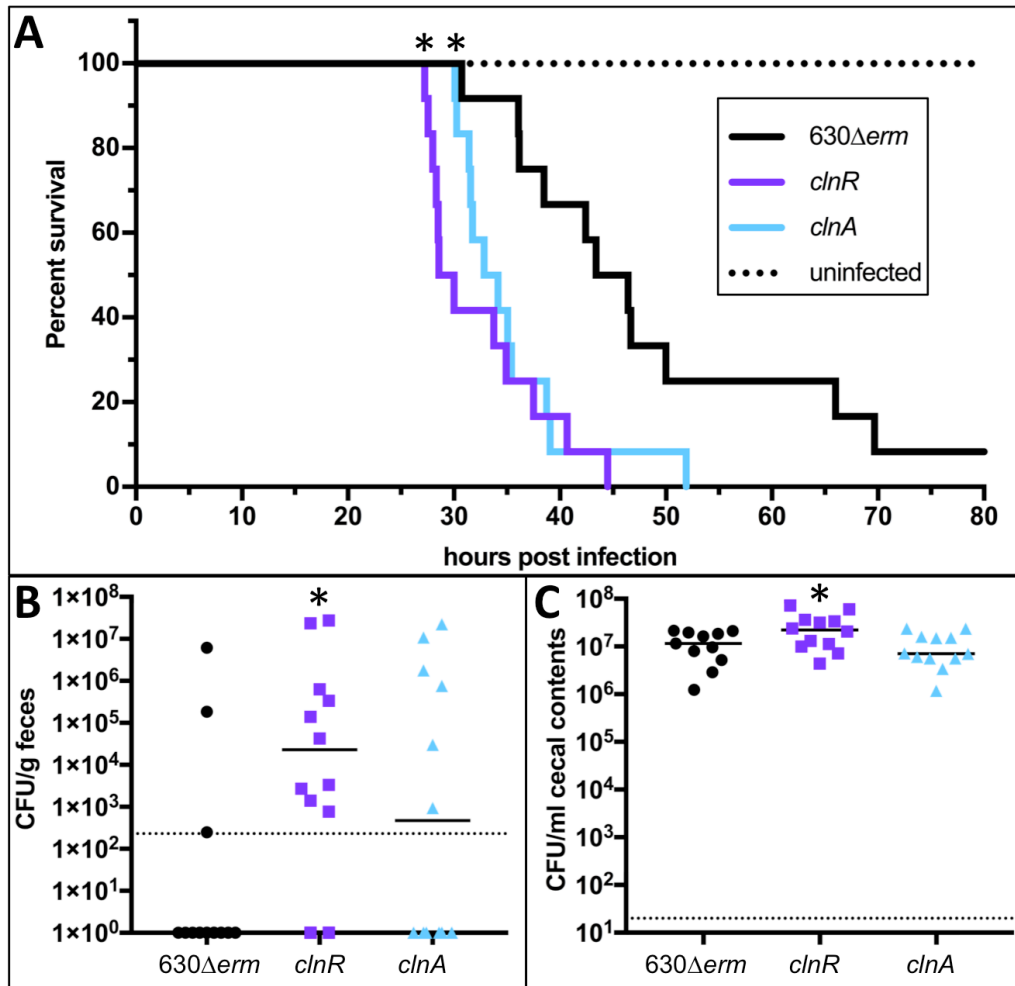 A
* *
Percent survival
100
80
60
40
20
0
0 10 20 30 40 50 60 70 80
hours post infection
630Δerm
clnR
clnA
uninfected
B
*
CFU/g feces
1×10⁸
1×10⁷
1×10⁶
1×10⁵
1×10⁴
1×10³
1×10²
1×10¹
1×10⁰
630Δerm clnR clnA
C
*
CFU/ml cecal contents
10⁸
10⁷
10⁶
10⁵
10⁴
10³
10²
10¹
630Δerm clnR clnA